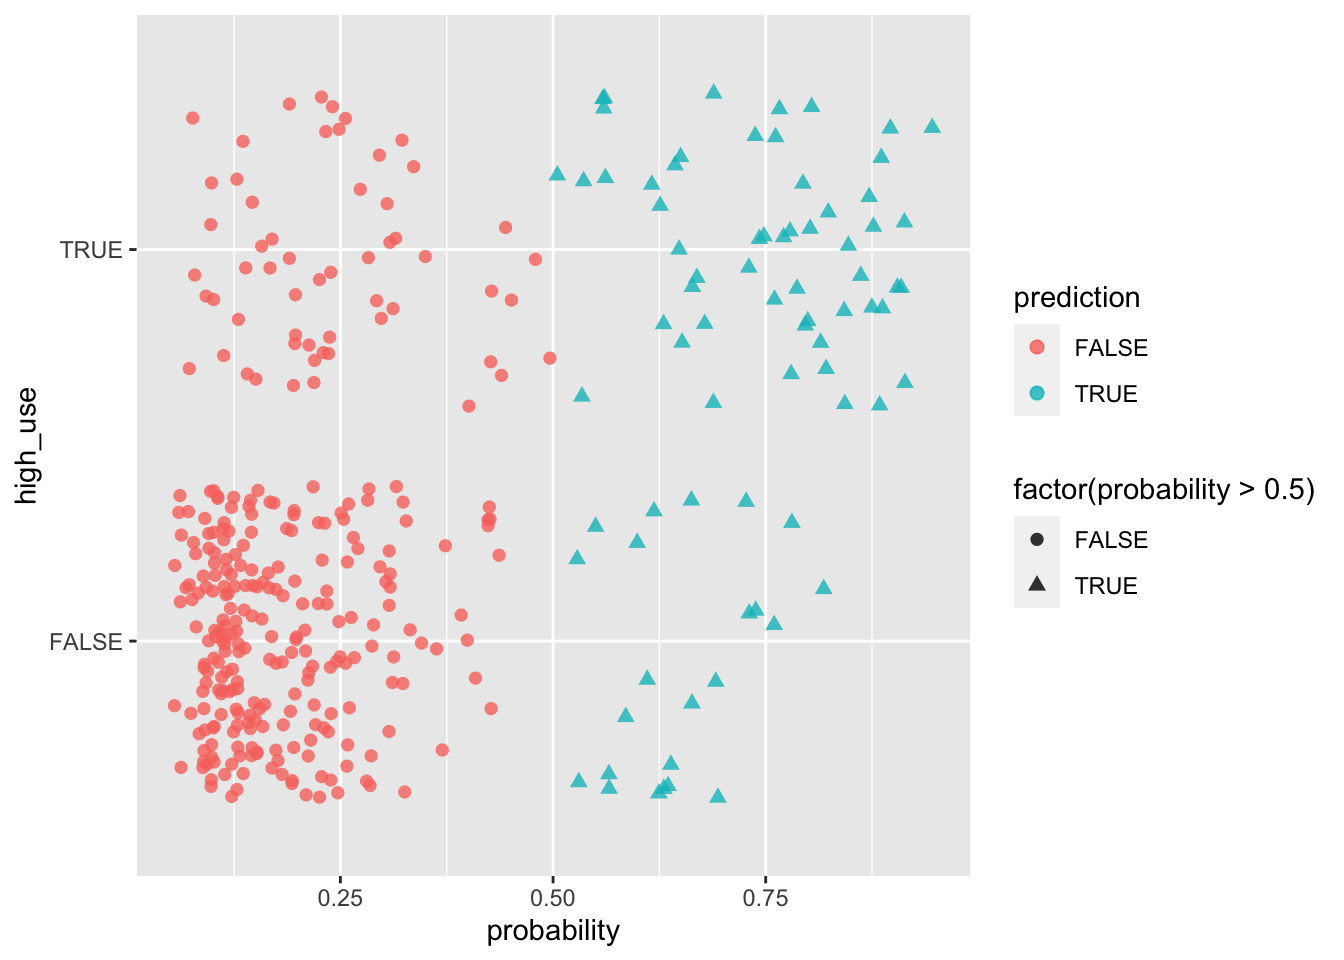 high_use
TRUE
FALSE
0.25 0.50 0.75
probability
prediction
FALSE
TRUE
factor(probability > 0.5)
FALSE
TRUE